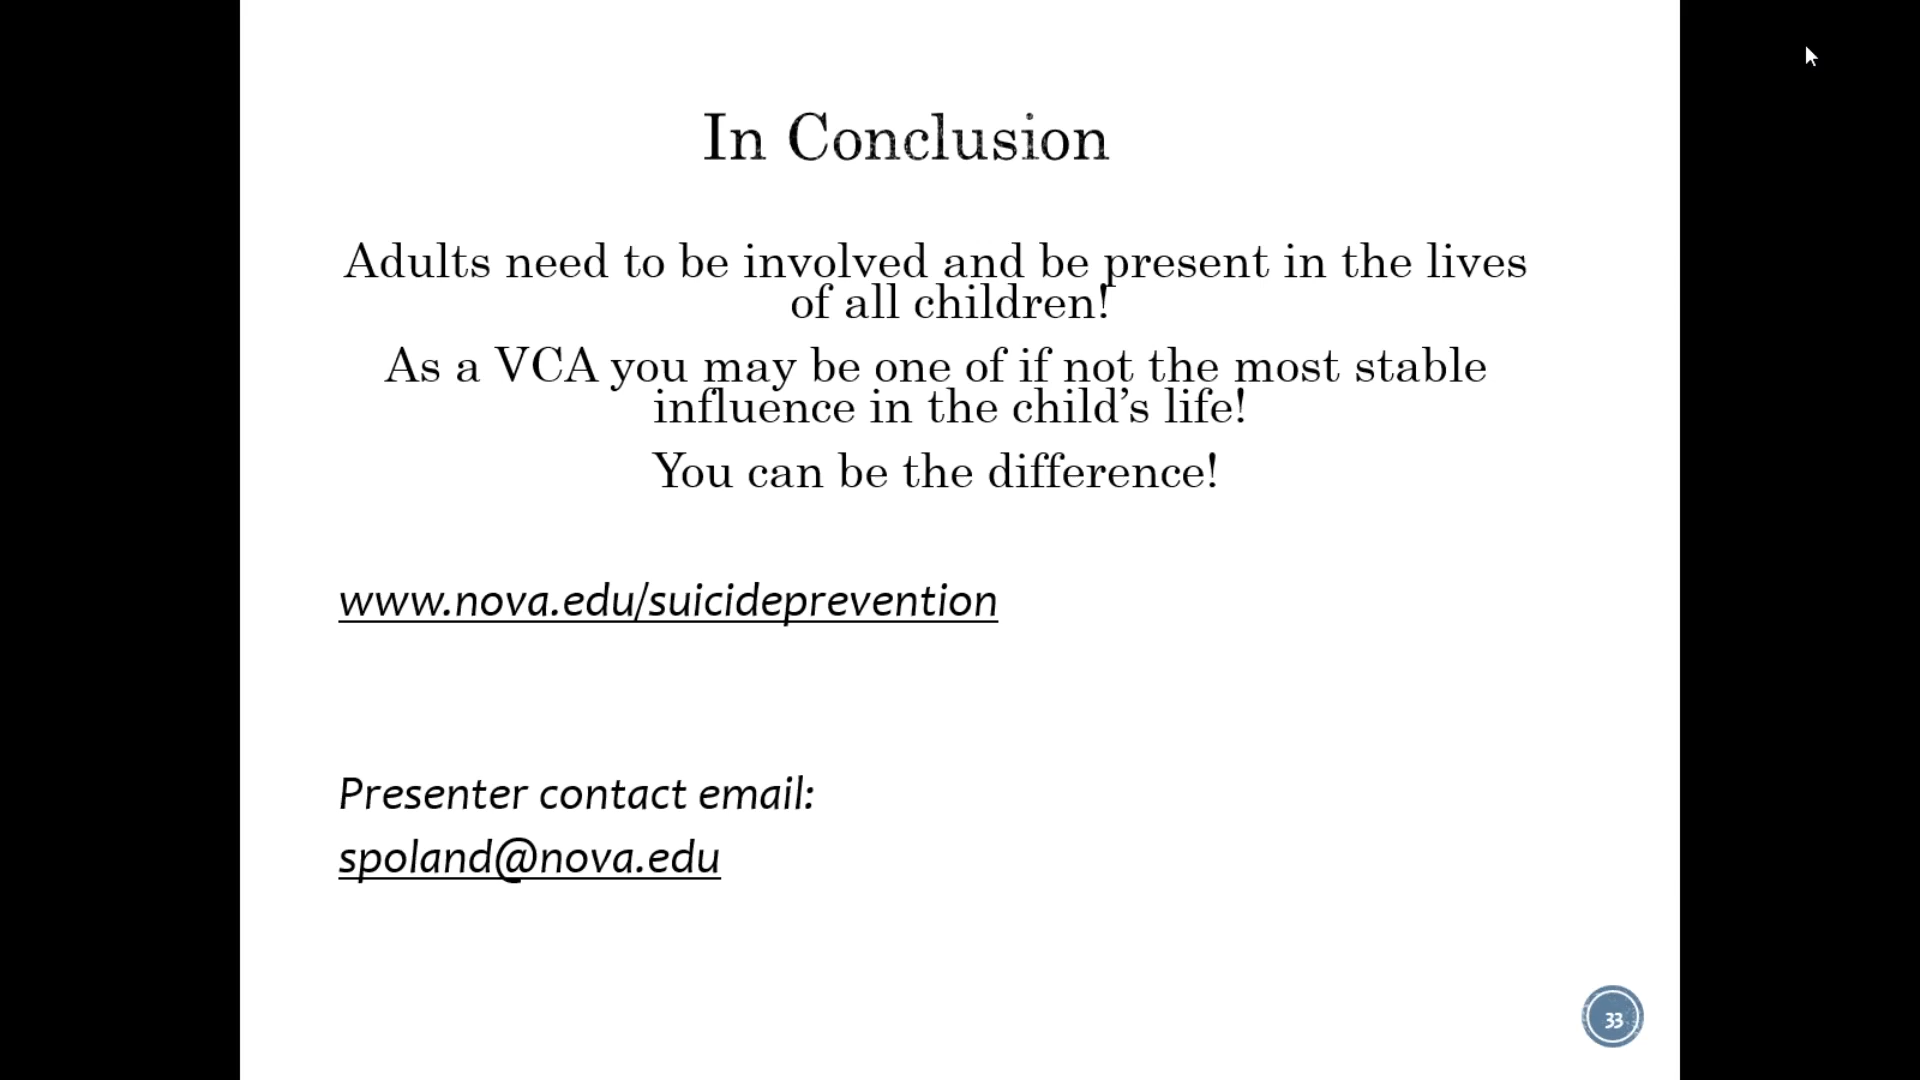 In Conclusion
Adults need to be involved and be present in the lives
of all children!
As a VCA you may be one of if not the most stable
influence in the child’s life!
You can be the difference!
www.nova.edu/suicideprevention
Presenter contact email:
spoland@nova.edu
33